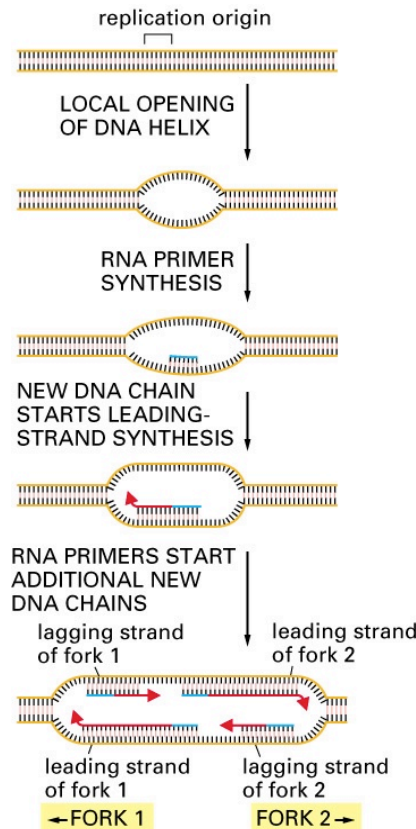 replication origin
LOCAL OPENING
OF DNA HELIX
RNA PRIMER
SYNTHESIS
NEW DNA CHAIN
STARTS LEADING-
STRAND SYNTHESIS
RNA PRIMERS START
ADDITIONAL NEW
DNA CHAINS
lagging strand
of fork 1
leading strand
of fork 2
leading strand
of fork 1
lagging strand
of fork 2
←FORK 1
FORK 2→